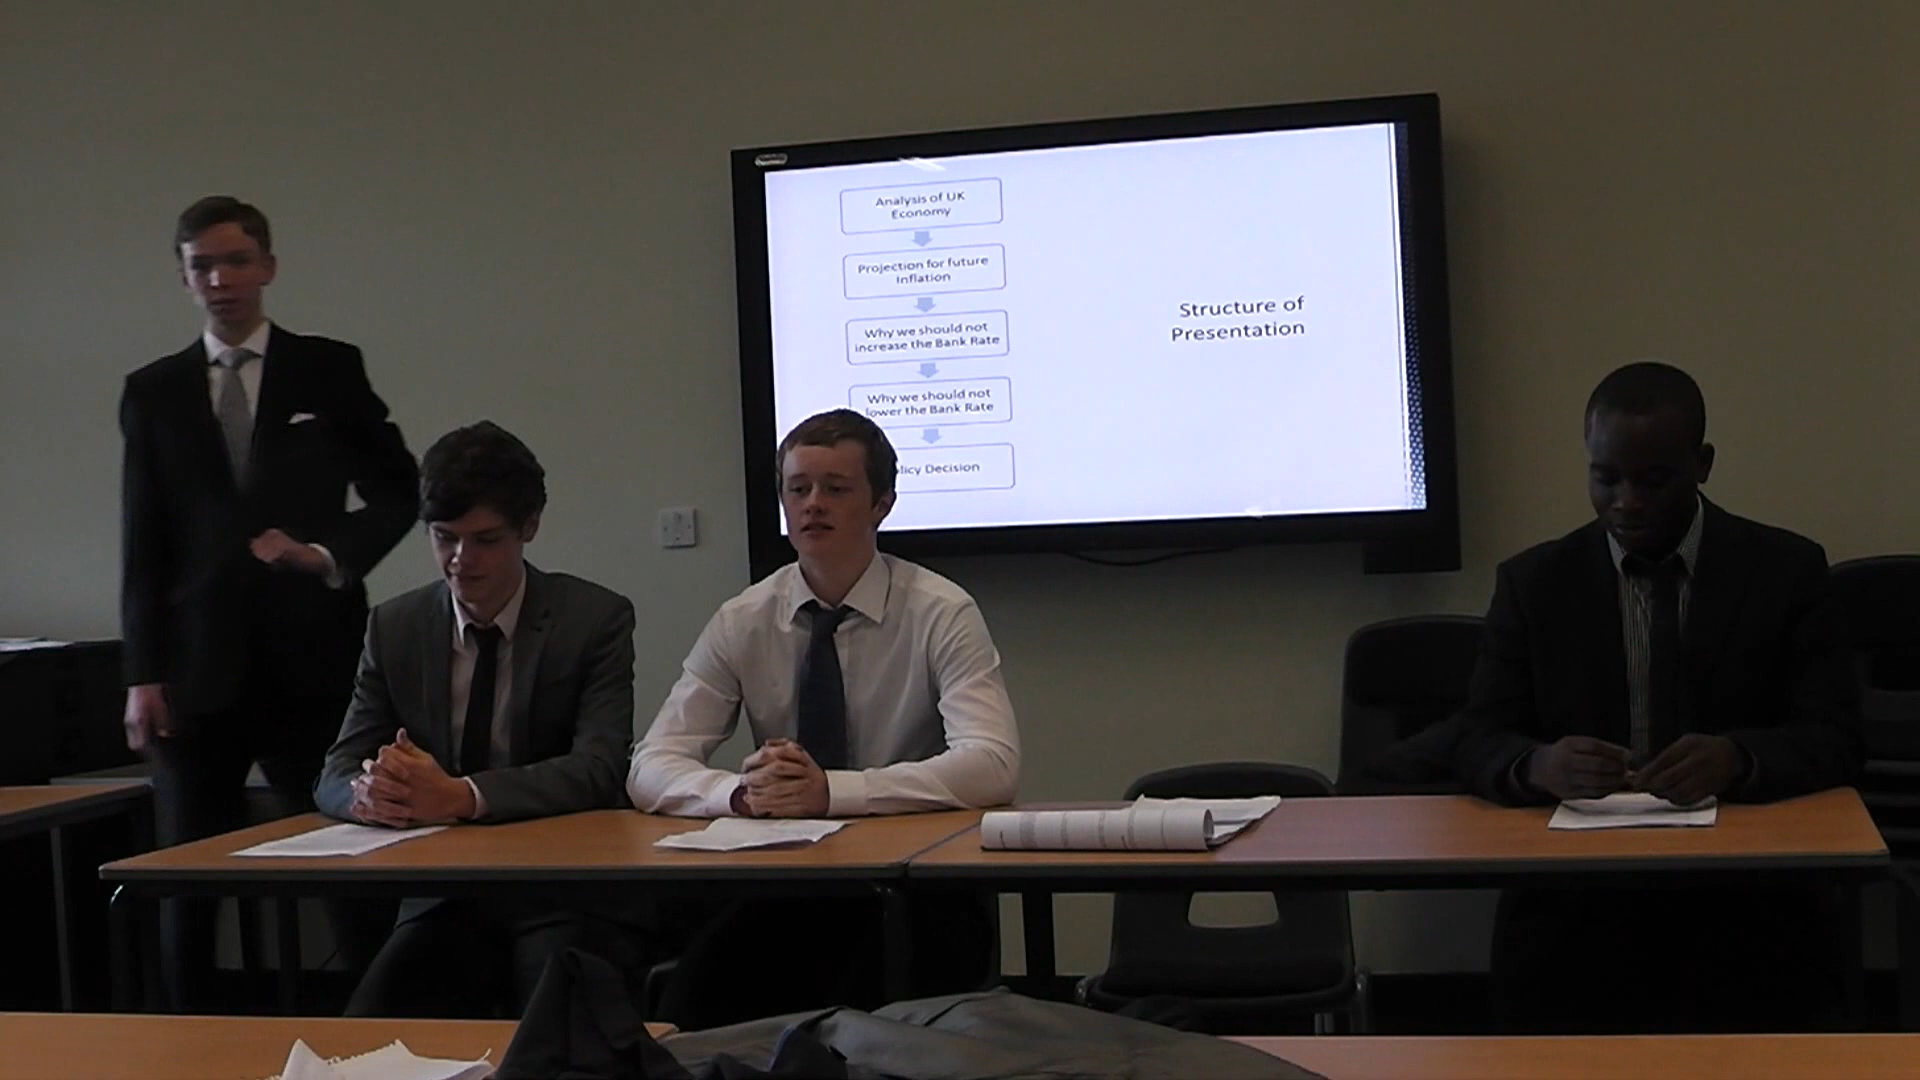 Analysis of UK
Economy
Projection for future
Inflation
Why we should not
increase the Bank Rate
Why we should not
lower the Bank Rate
licy Decision
Structure of
Presentation